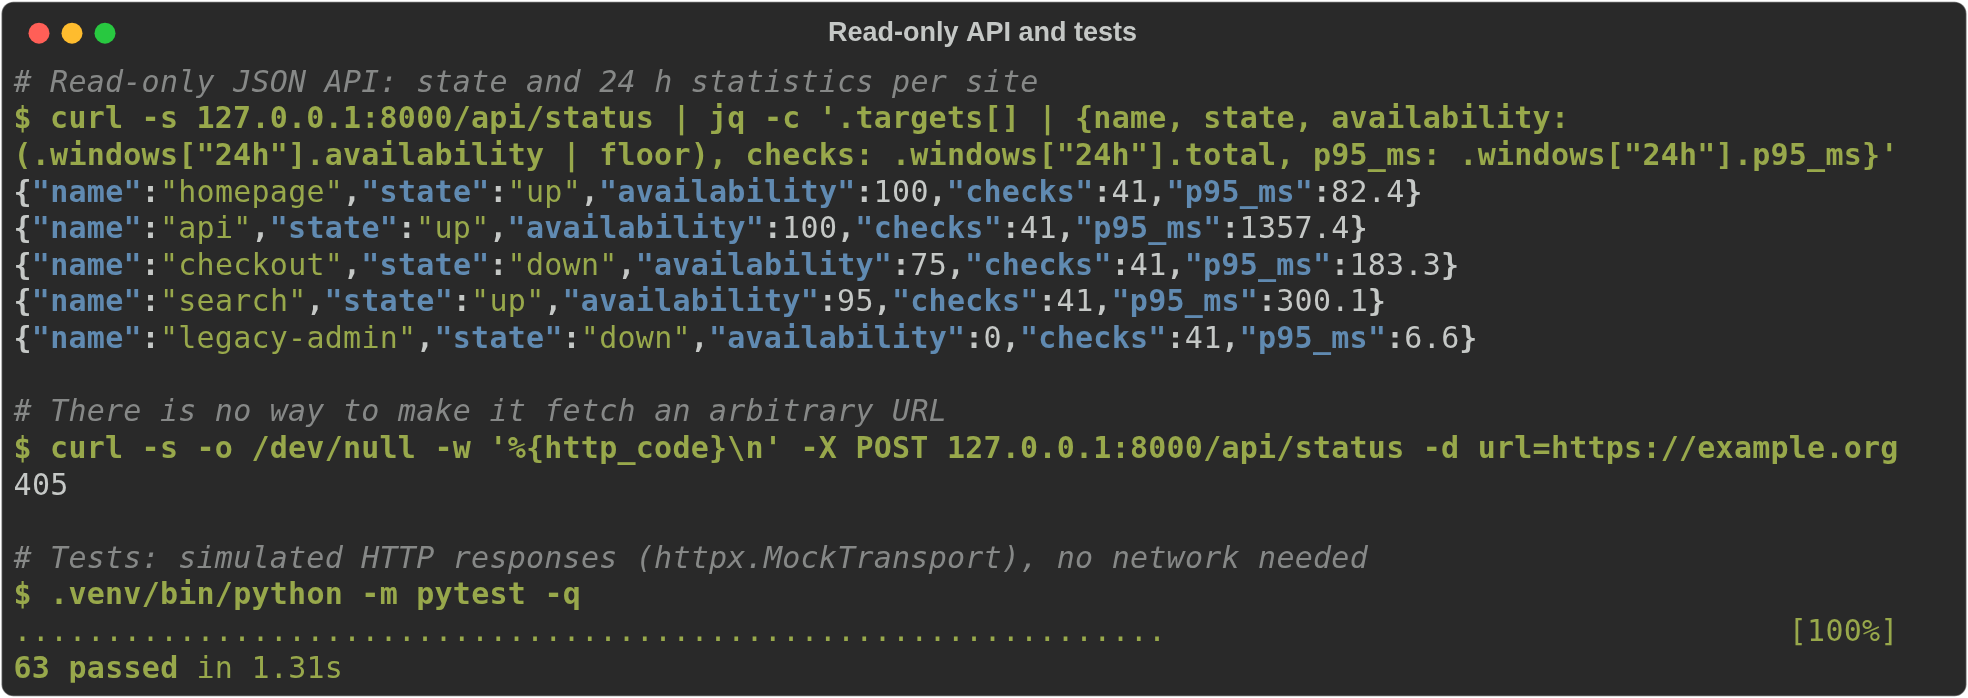 Read-only API and tests
# Read-only JSON API: state and 24 h statistics per site
$ curl -s 127.0.0.1:8000/api/status | jq -c '.targets[] | {name, state, availability:
(.windows["24h"].availability | floor), checks: .windows["24h"].total, p95_ms: .windows["24h"].p95_ms}'
{"name":"homepage","state":"up","availability":100,"checks":41,"p95_ms":82.4}
{"name":"api","state":"up","availability":100,"checks":41,"p95_ms":1357.4}
{"name":"checkout","state":"down","availability":75,"checks":41,"p95_ms":183.3}
{"name":"search","state":"up","availability":95,"checks":41,"p95_ms":300.1}
{"name":"legacy-admin","state":"down","availability":0,"checks":41,"p95_ms":6.6}
# There is no way to make it fetch an arbitrary URL
$ curl -s -o /dev/null -w '%{http_code}\n' -X POST 127.0.0.1:8000/api/status -d url=https://example.org
405
# Tests: simulated HTTP responses (httpx.MockTransport), no network needed
$ .venv/bin/python -m pytest -q
............................................................... [100%]
63 passed in 1.31s